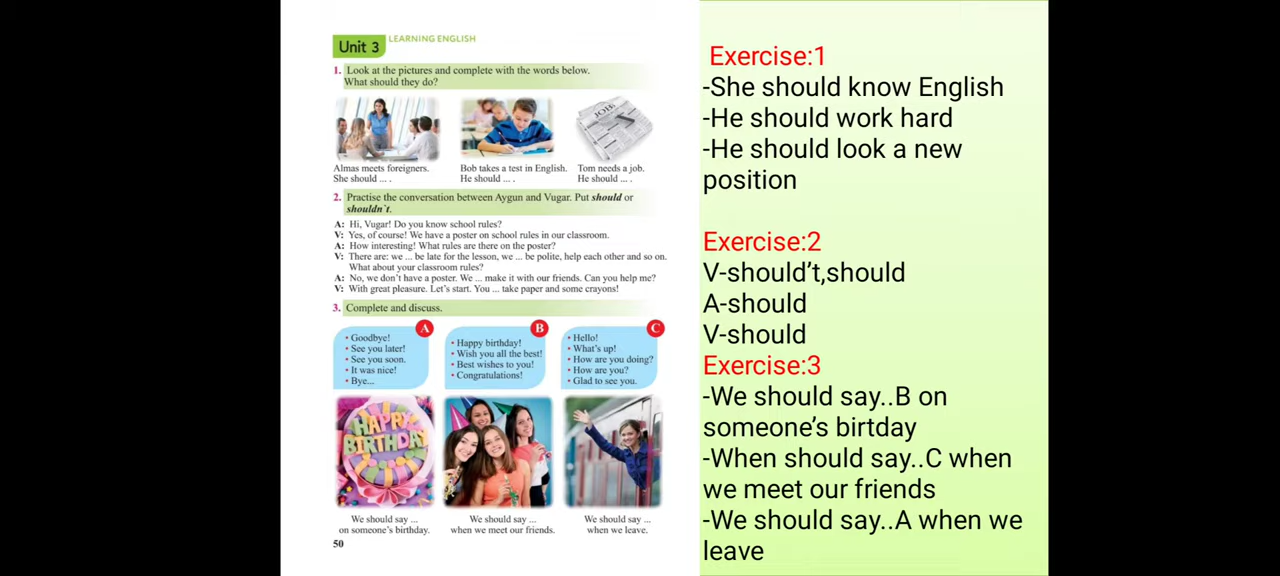 Unit 3
LEARNING ENGLISH
1. Look at the pictures and complete with the words below.
What should they do?
JOB
Almas meets foreigners.
She should ... .
Bob takes a test in English.
He should ... .
Tom needs a job.
He should ... .
2. Practise the conversation between Aygun and Vugar. Put should or
shouldn`t.
A: Hi, Vugar! Do you know school rules?
V: Yes, of course! We have a poster on school rules in our classroom.
A: How interesting! What rules are there on the poster?
V: There are: we ... be late for the lesson, we ... be polite, help each other and so on.
What about your classroom rules?
A: No, we don't have a poster. We ... make it with our friends. Can you help me?
V: With great pleasure. Let's start. You ... take paper and some crayons!
3. Complete and discuss.
A
• Goodbye!
• See you later!
• See you soon.
• It was nice!
• Bye...
B
• Happy birthday!
• Wish you all the best!
• Best wishes to you!
• Congratulations!
C
• Hello!
• What's up!
• How are you doing?
• How are you?
• Glad to see you.
HAPPY
BIRTHDAY
We should say ...
on someone's birthday.
We should say ...
when we meet our friends.
We should say ...
when we leave.
50
Exercise:1
-She should know English
-He should work hard
-He should look a new
position
Exercise:2
V-should't,should
A-should
V-should
Exercise:3
-We should say..B on
someone's birtday
-When should say..C when
we meet our friends
-We should say..A when we
leave